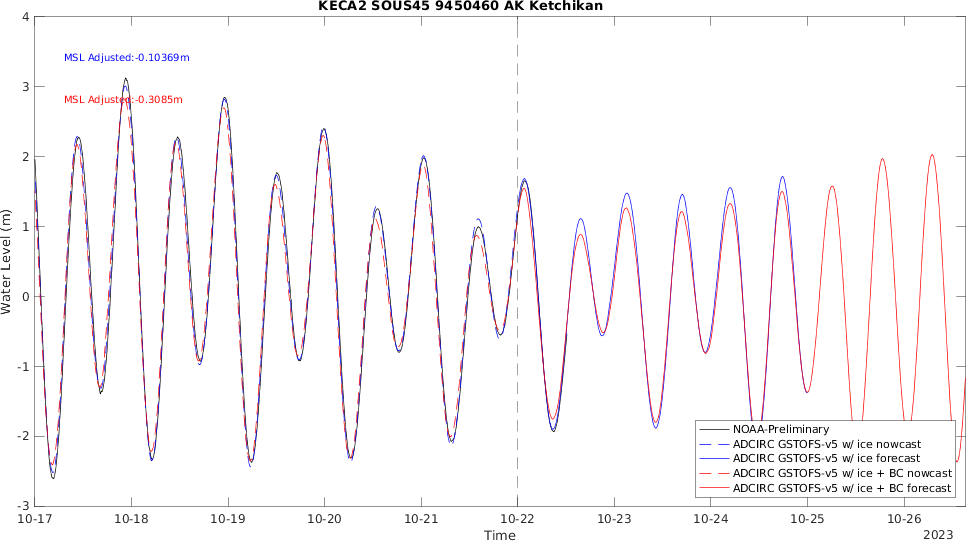 KECA2 SOUS45 9450460 AK Ketchikan
4
MSL Adjusted:-0.10369m
3
MSL Adjusted:-0.3085m
2
1
0
-1
-2
-3
Water Level (m)
NOAA-Preliminary
ADCIRC GSTOFS-v5 w/ ice nowcast
ADCIRC GSTOFS-v5 w/ ice forecast
ADCIRC GSTOFS-v5 w/ ice + BC nowcast
ADCIRC GSTOFS-v5 w/ ice + BC forecast
10-17 10-18 10-19 10-20 10-21 10-22 10-23 10-24 10-25 10-26
Time
2023